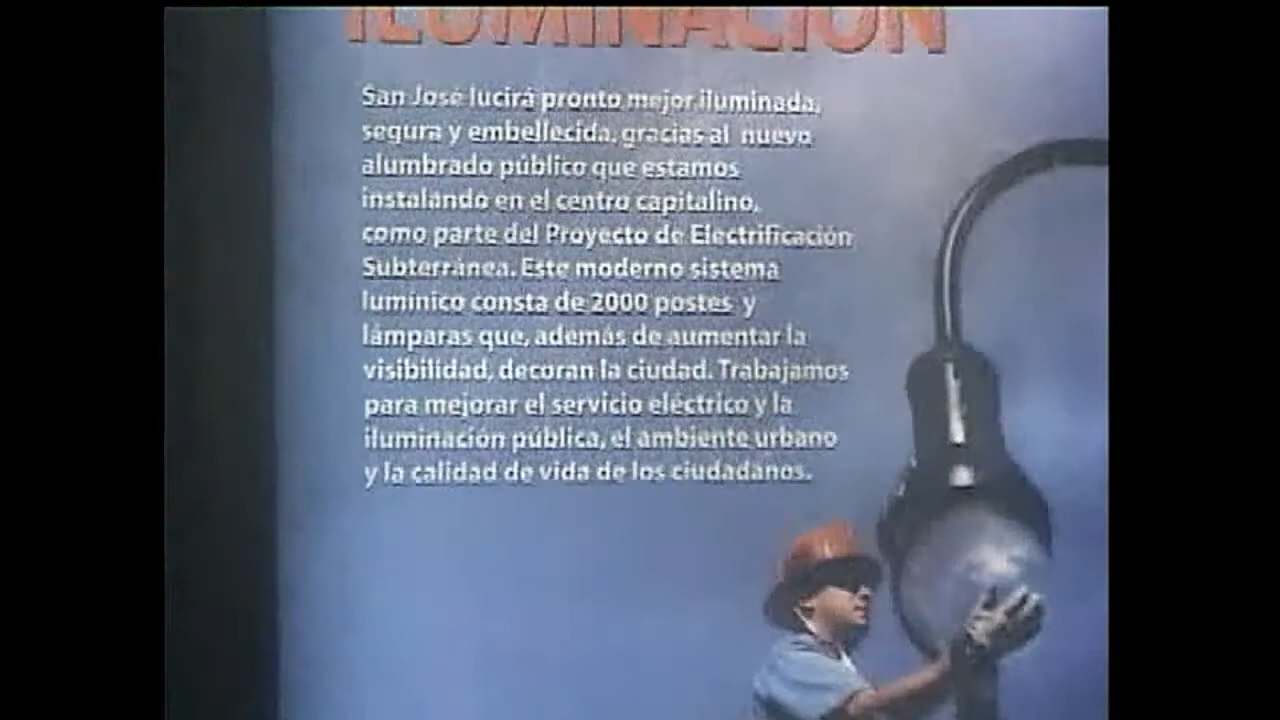 ILUMINACIÓN
San José lucirá pronto mejor iluminada,
segura y embellecida, gracias al nuevo
alumbrado público que estamos
instalando en el centro capitalino,
como parte del Proyecto de Electrificación
Subterránea. Este moderno sistema
lumínico consta de 2000 postes y
lámparas que, además de aumentar la
visibilidad, decoran la ciudad. Trabajamos
para mejorar el servicio eléctrico y la
iluminación pública, el ambiente urbano
y la calidad de vida de los ciudadanos.